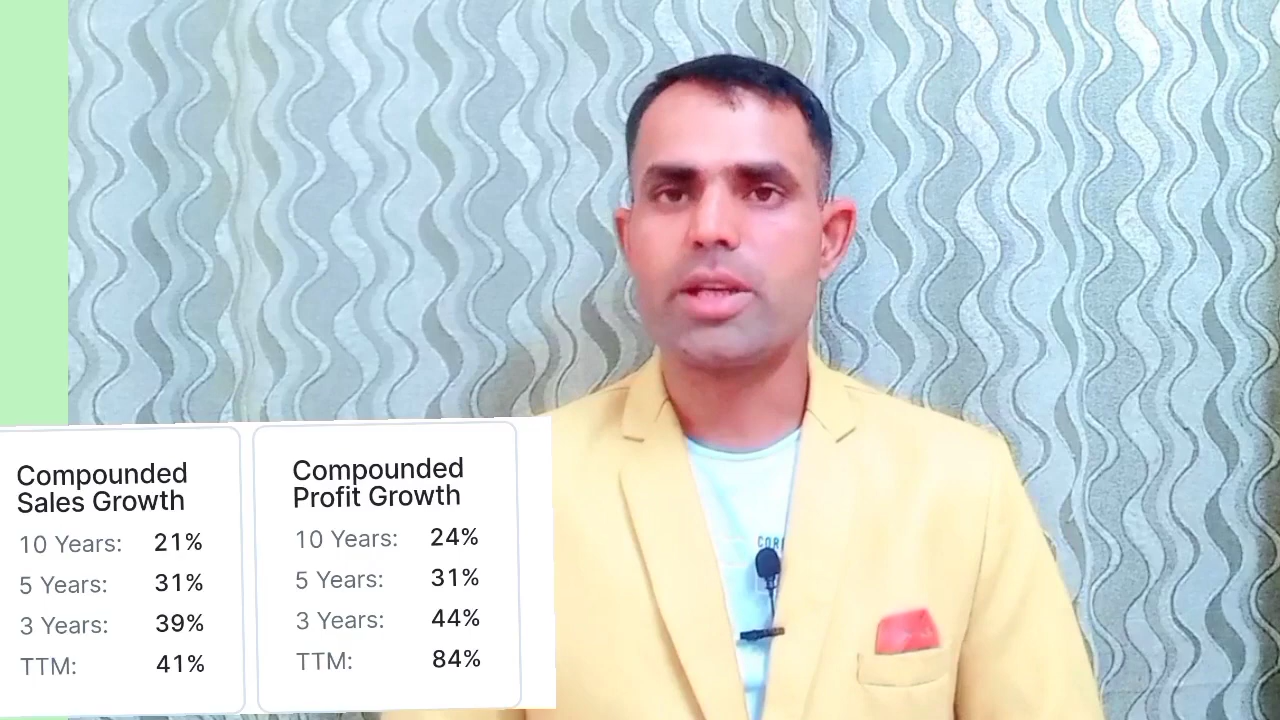 Compounded
Sales Growth
10 Years: 21%
5 Years: 31%
3 Years: 39%
TTM: 41%
Compounded
Profit Growth
10 Years: 24%
5 Years: 31%
3 Years: 44%
TTM: 84%